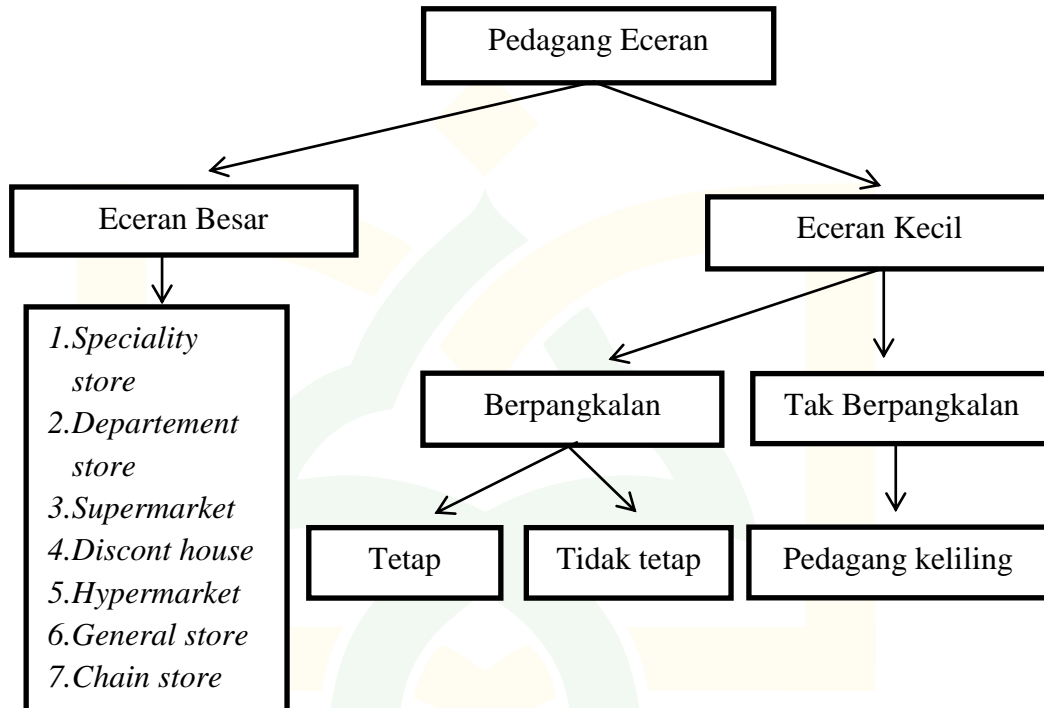 Pedagang Eceran
Eceran Besar
Eceran Kecil
1.Speciality
store
2.Departement
store
3.Supermarket
4.Discont house
5.Hypermarket
6.General store
7.Chain store
Berpangkalan
Tak Berpangkalan
Tetap
Tidak tetap
Pedagang keliling